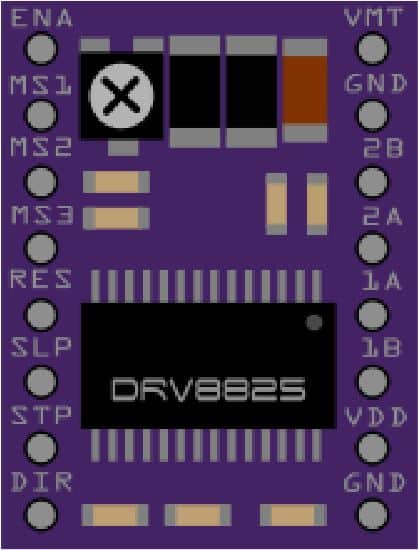 ENA VMT
MS1 GND
MS2 2B
MS3 2A
RES 1A
SLP 1B
DRV8825
STP VDD
DIR GND